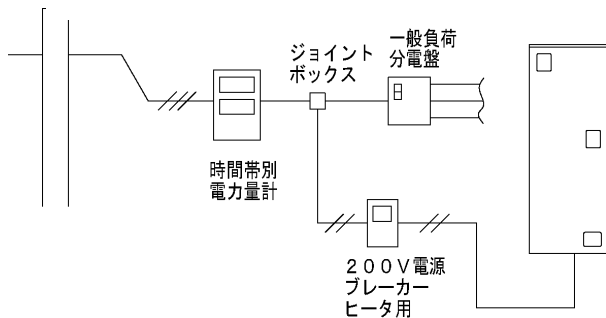 ジョイント
ボックス
一般負荷
分電盤
時間帯別
電力量計
２００Ｖ電源
ブレーカー
ヒータ用